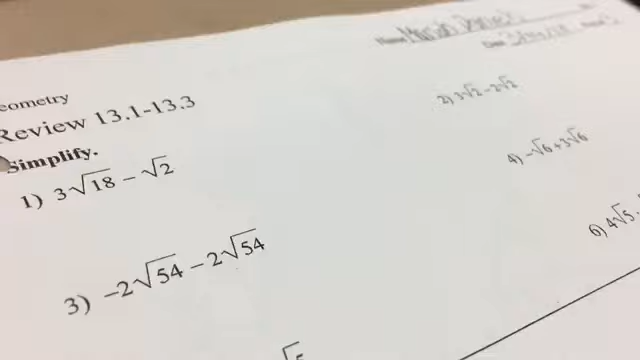 Name
eometry
Review 13.1-13.3
Simplify.
1) 3√18 − √2
2) 3√2 − 2√2
3) −2√54 − 2√54
4) −√6 + 3√6
6) 4√5